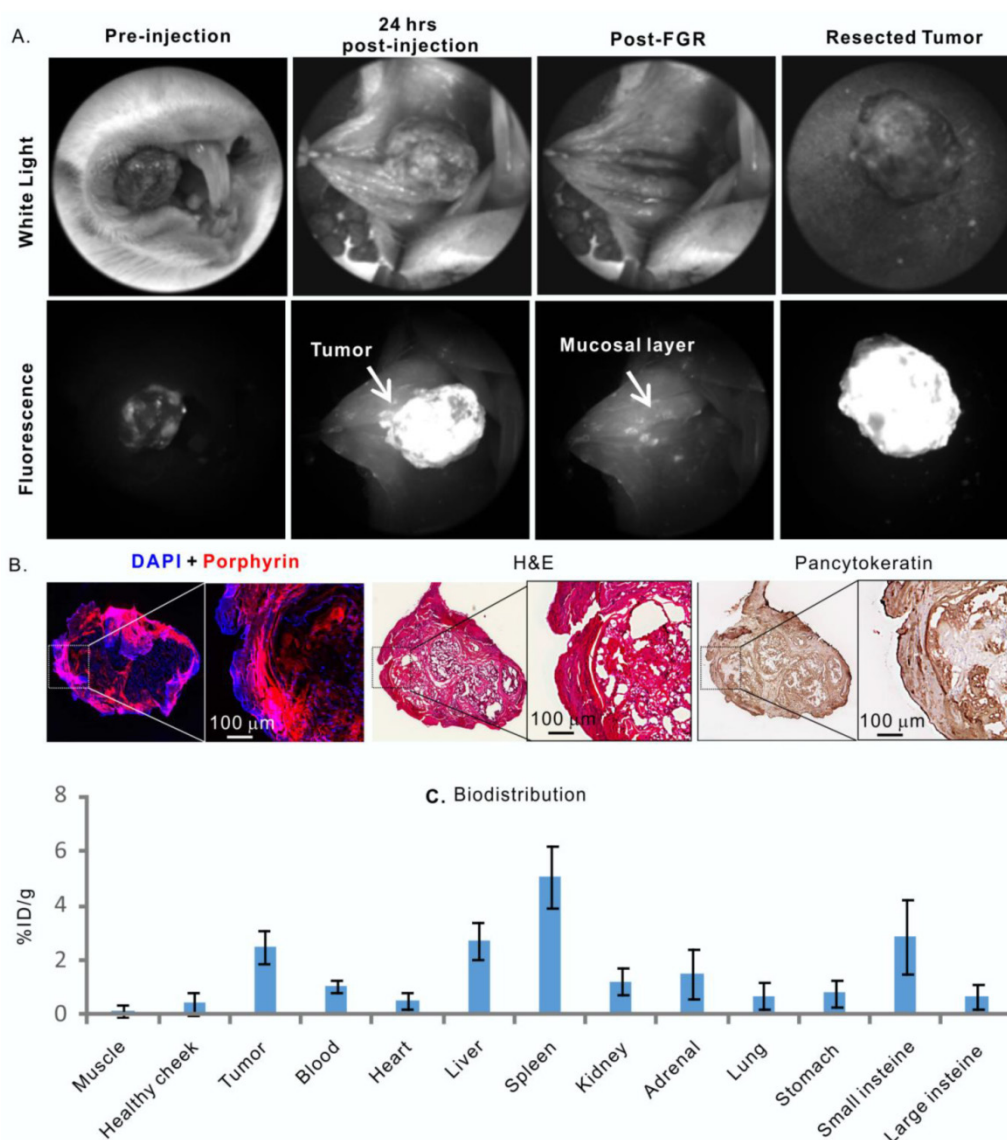 A.
Pre-injection
24 hrs
post-injection
Post-FGR
Resected Tumor
White Light
Fluorescence
Tumor
Mucosal layer
B.
DAPI + Porphyrin
H&E
Pancytokeratin
100 μm
100 μm
100 μm
C. Biodistribution
%ID/g
8
6
4
2
0
Muscle
Healthy cheek
Tumor
Blood
Heart
Liver
Spleen
Kidney
Adrenal
Lung
Stomach
Small insteine
Large insteine